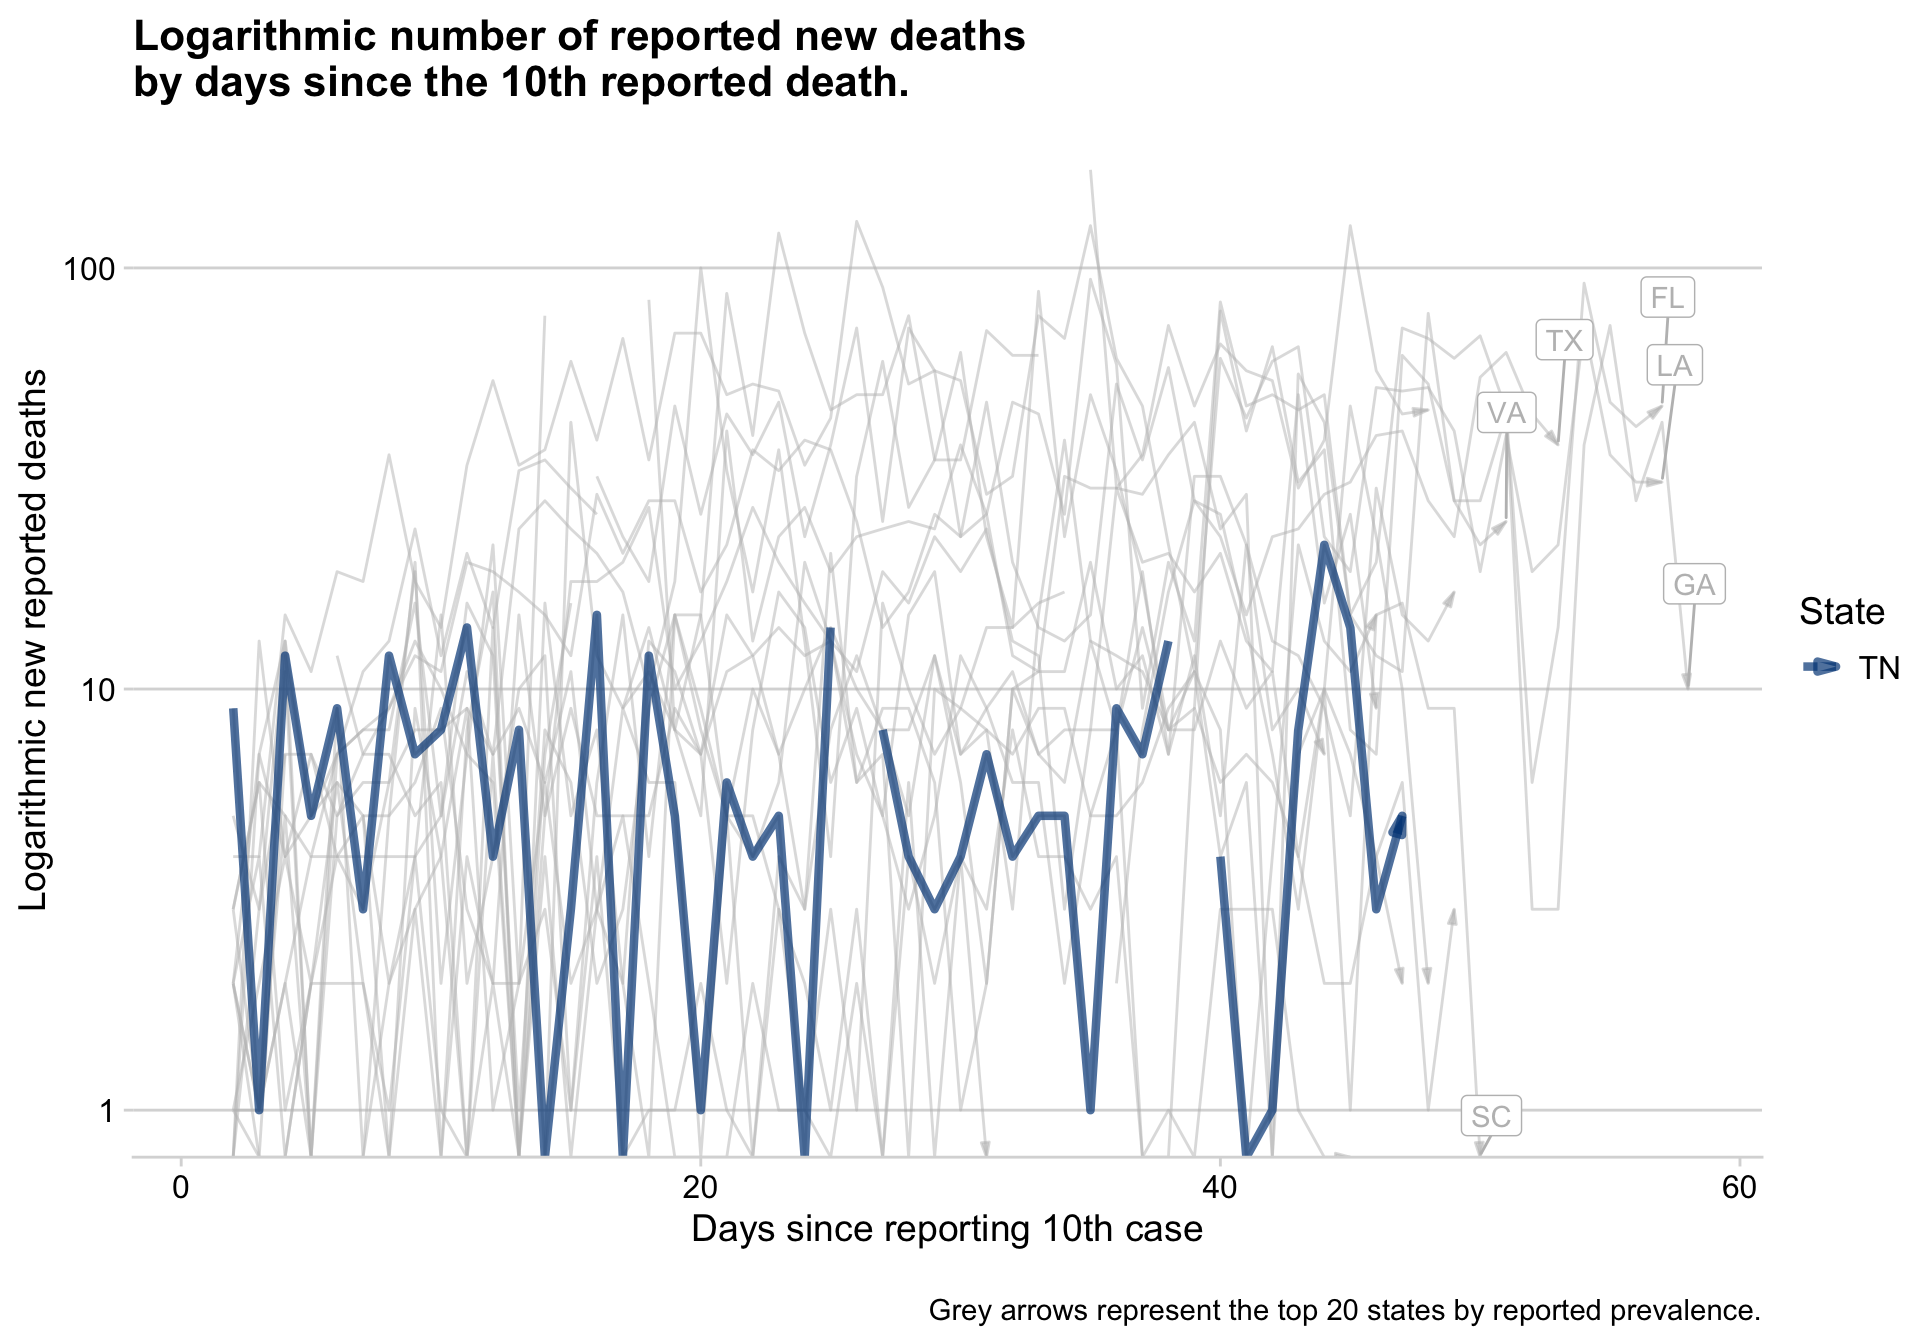 Logarithmic number of reported new deaths
by days since the 10th reported death.
Logarithmic new reported deaths
100
10
1
FL
TX
LA
VA
GA
SC
State
TN
0
20
40
60
Days since reporting 10th case
Grey arrows represent the top 20 states by reported prevalence.